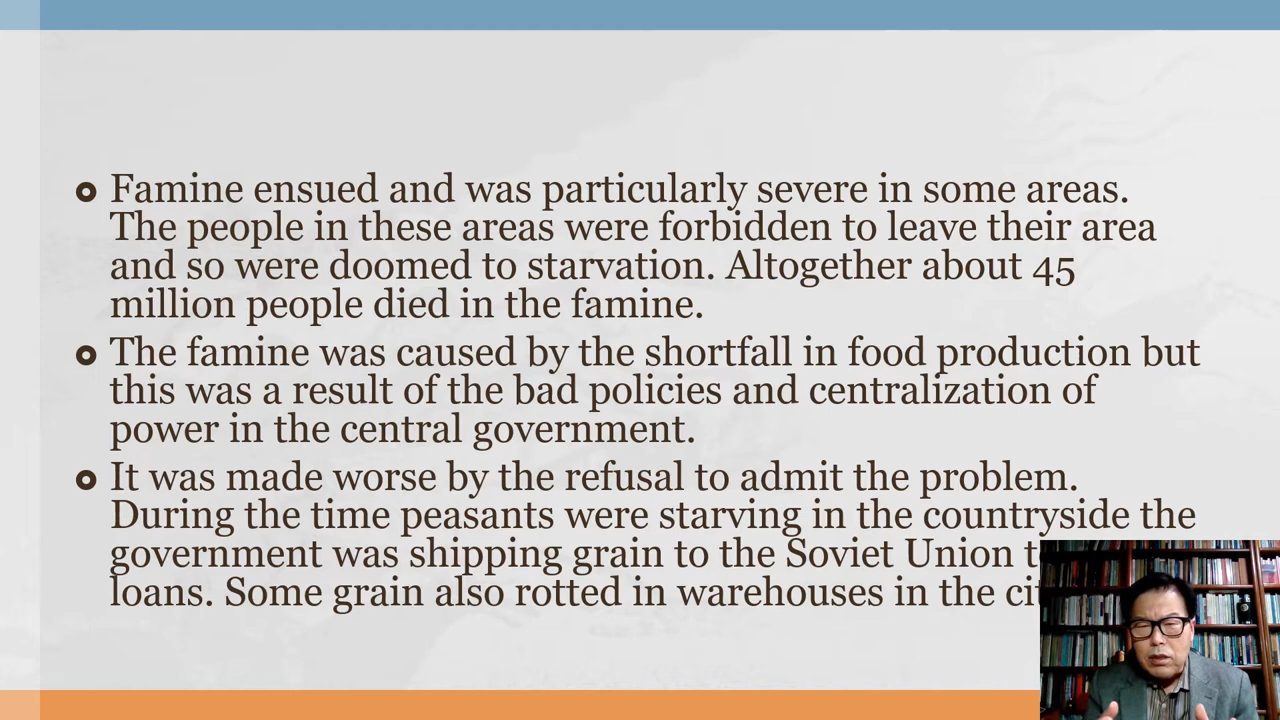 Famine ensued and was particularly severe in some areas.
The people in these areas were forbidden to leave their area
and so were doomed to starvation. Altogether about 45
million people died in the famine.
The famine was caused by the shortfall in food production but
this was a result of the bad policies and centralization of
power in the central government.
It was made worse by the refusal to admit the problem.
During the time peasants were starving in the countryside the
government was shipping grain to the Soviet Union
loans. Some grain also rotted in warehouses in the